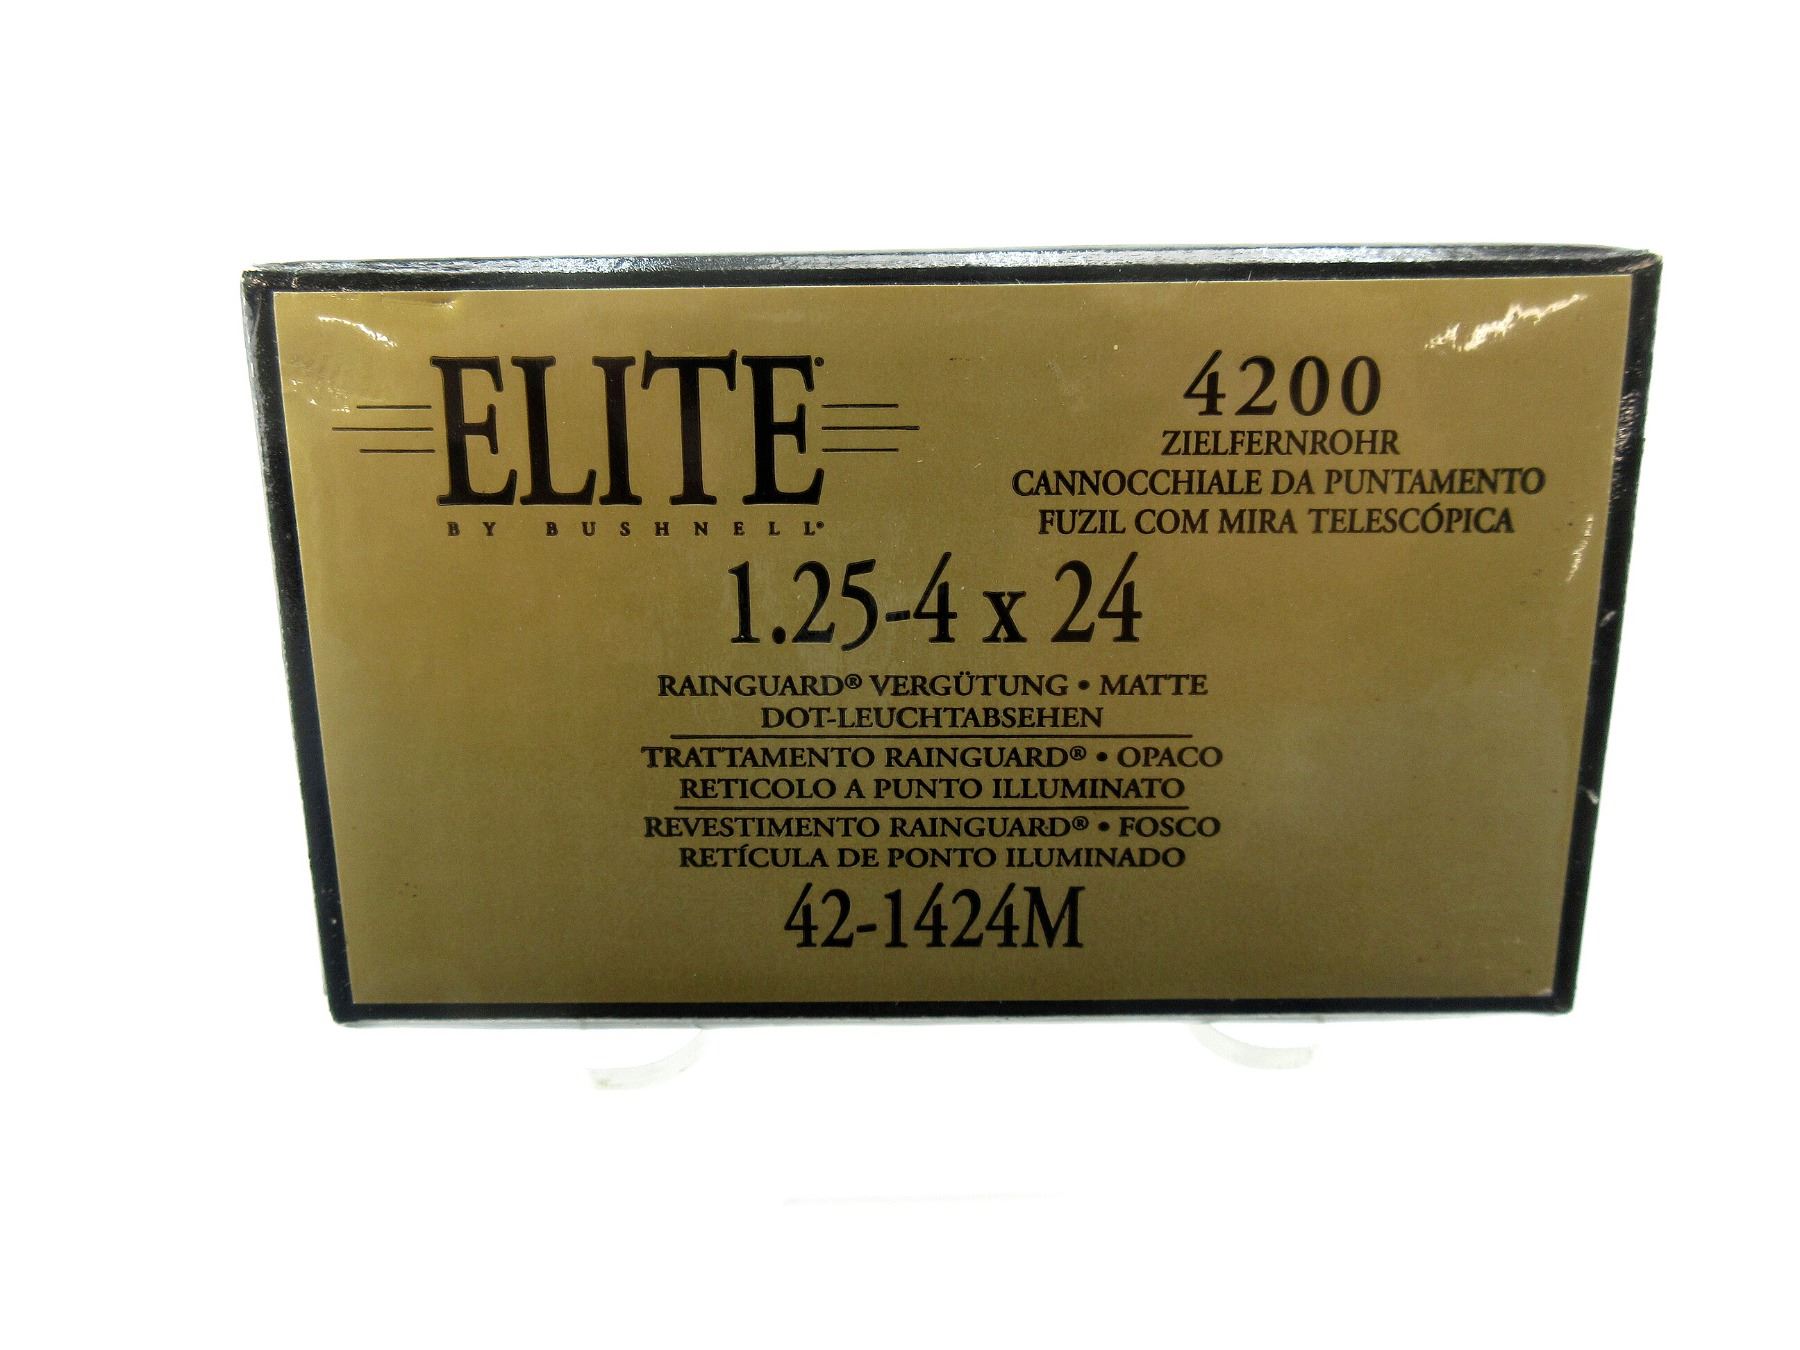 ELITE
BY BUSHNELL®
4200
ZIELFERNROHR
CANNOCCHIALE DA PUNTAMENTO
FUZIL COM MIRA TELESCÓPICA
1.25-4 x 24
RAINGUARD® VERGÜTUNG • MATTE
DOT-LEUCHTABSEHEN
TRATTAMENTO RAINGUARD® • OPACO
RETICOLO A PUNTO ILLUMINATO
REVESTIMENTO RAINGUARD® • FOSCO
RETÍCULA DE PONTO ILUMINADO
42-1424M